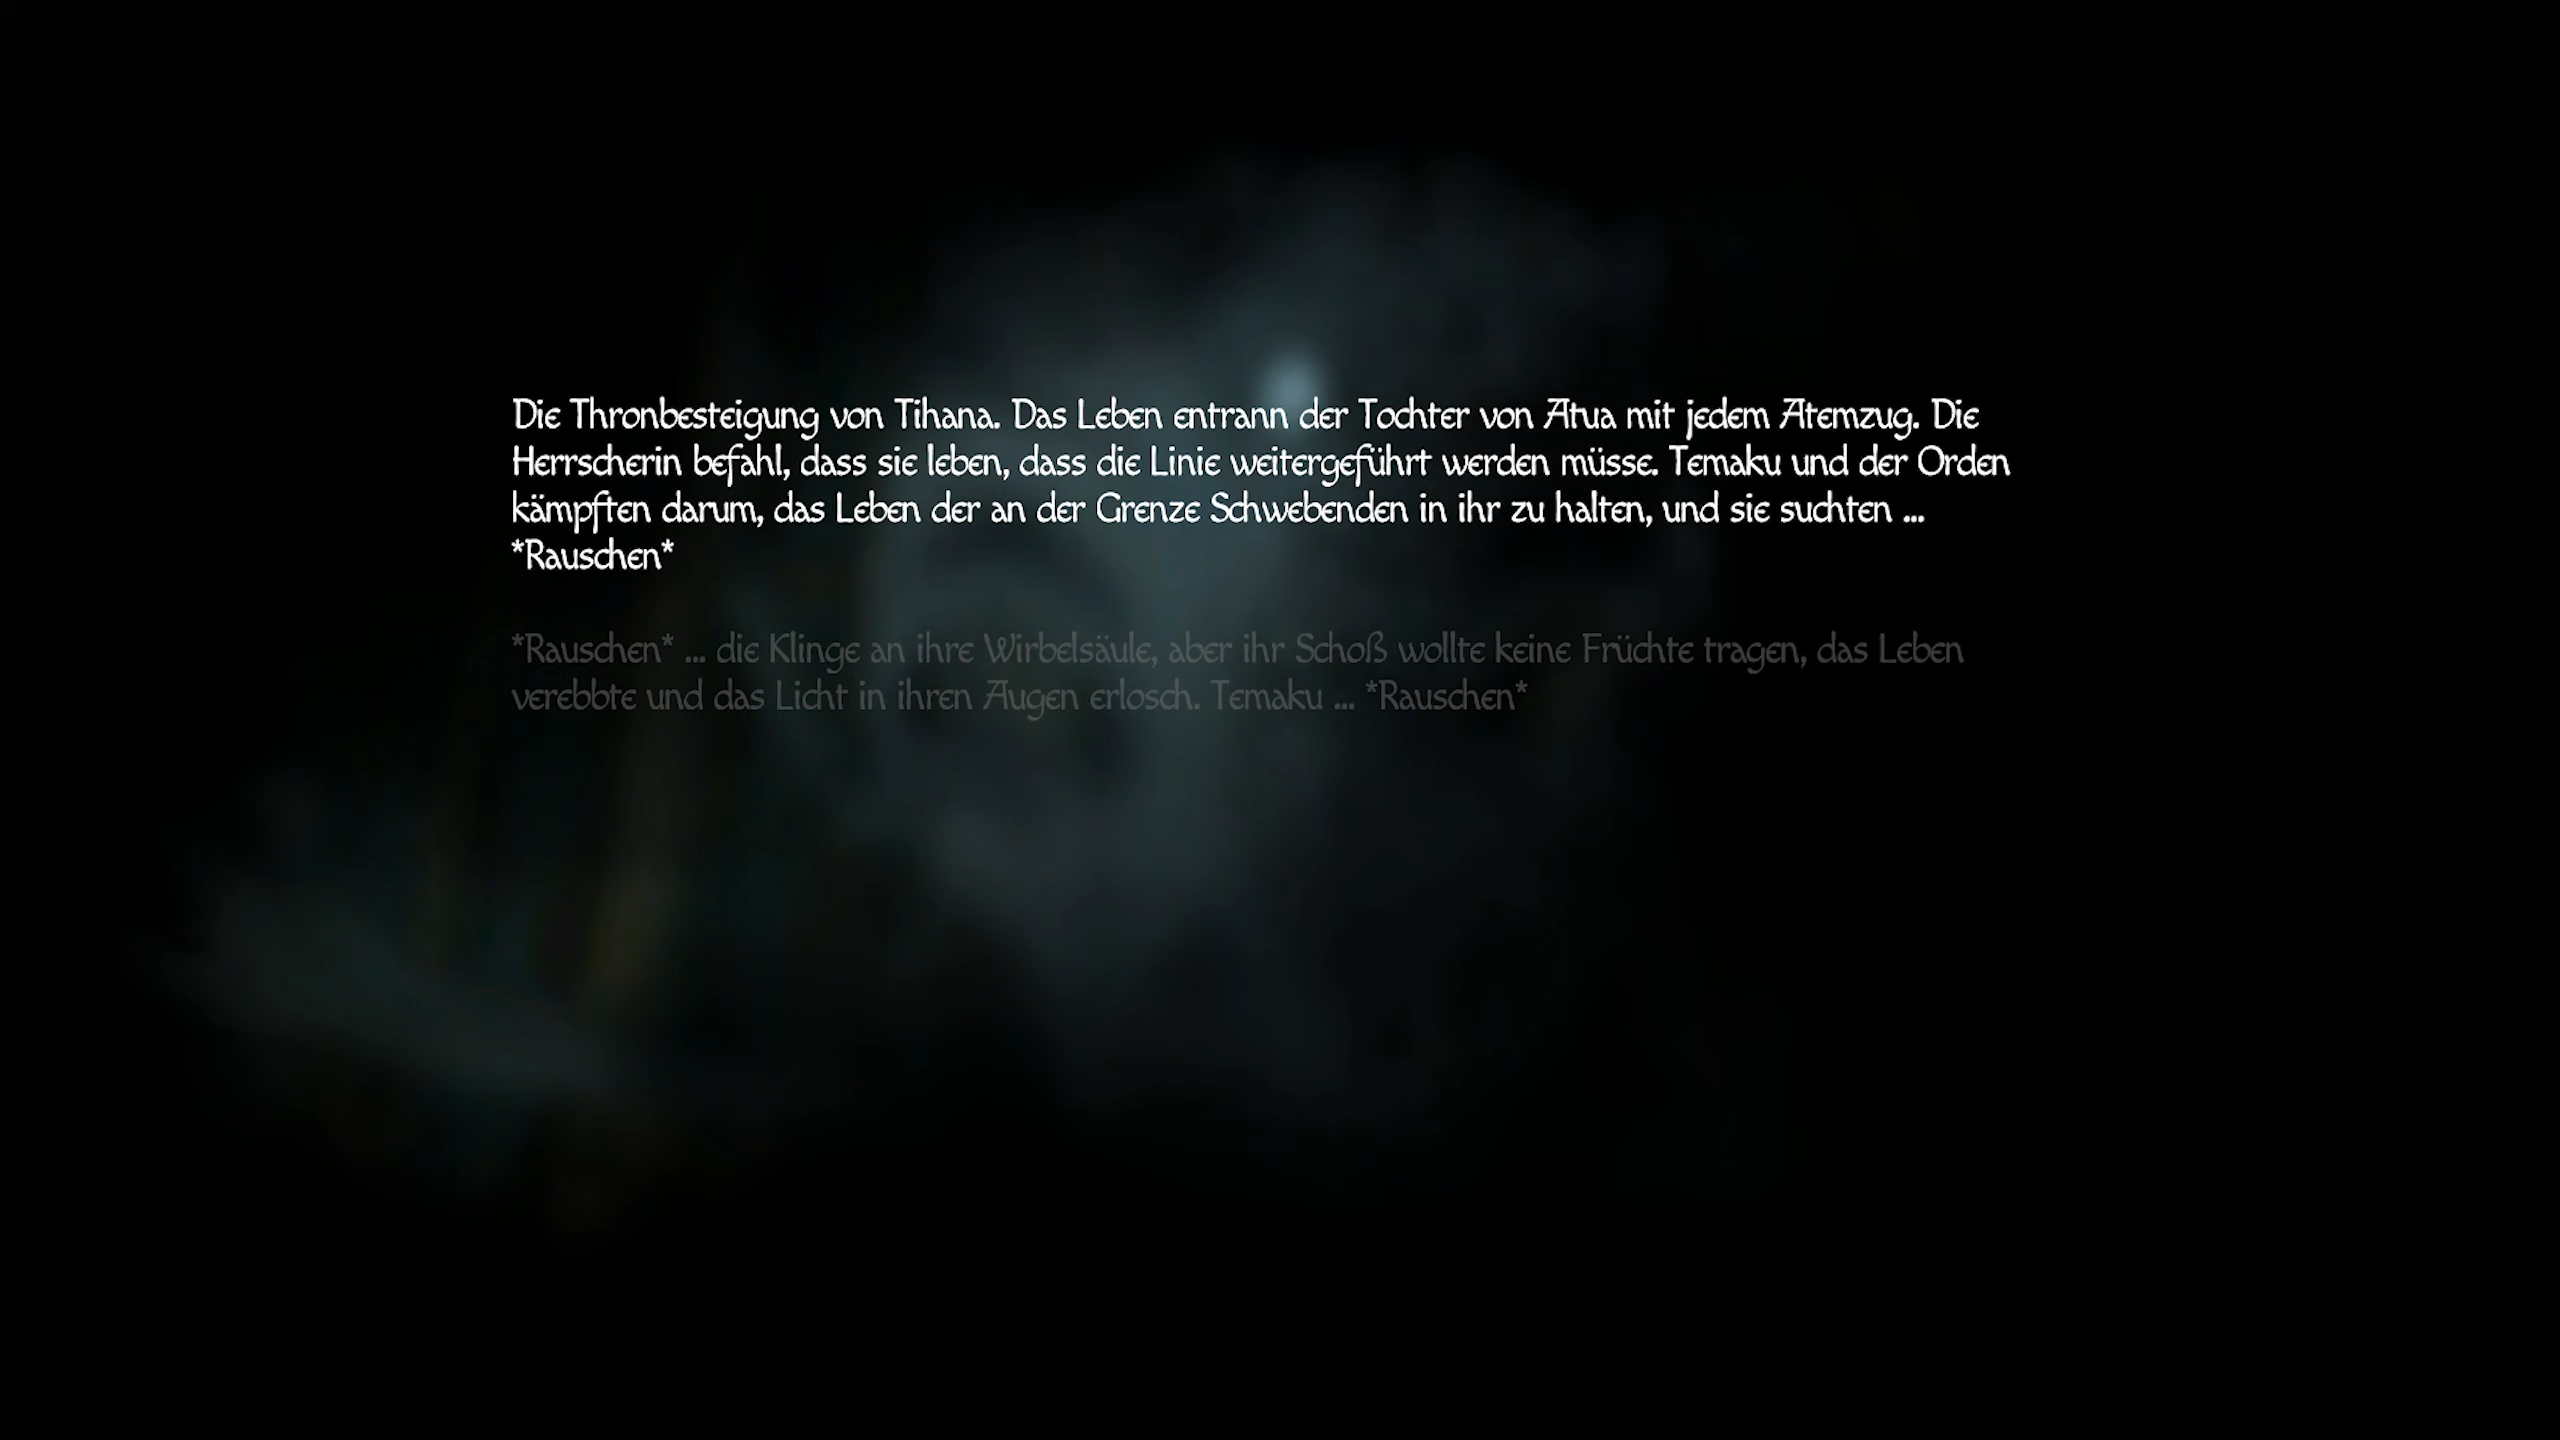 Die Thronbesteigung von Tihana. Das Leben entrann der Tochter von Atua mit jedem Atemzug. Die
Herrscherin befahl, dass sie leben, dass die Linie weitergeführt werden müsse. Temaku und der Orden
kämpften darum, das Leben der an der Grenze Schwebenden in ihr zu halten, und sie suchten ...
*Rauschen*
*Rauschen* ... die Klinge an ihre Wirbelsäule, aber ihr Schoß wollte keine Früchte tragen, das Leben
verebbte und das Licht in ihren Augen erlosch. Temaku ... *Rauschen*